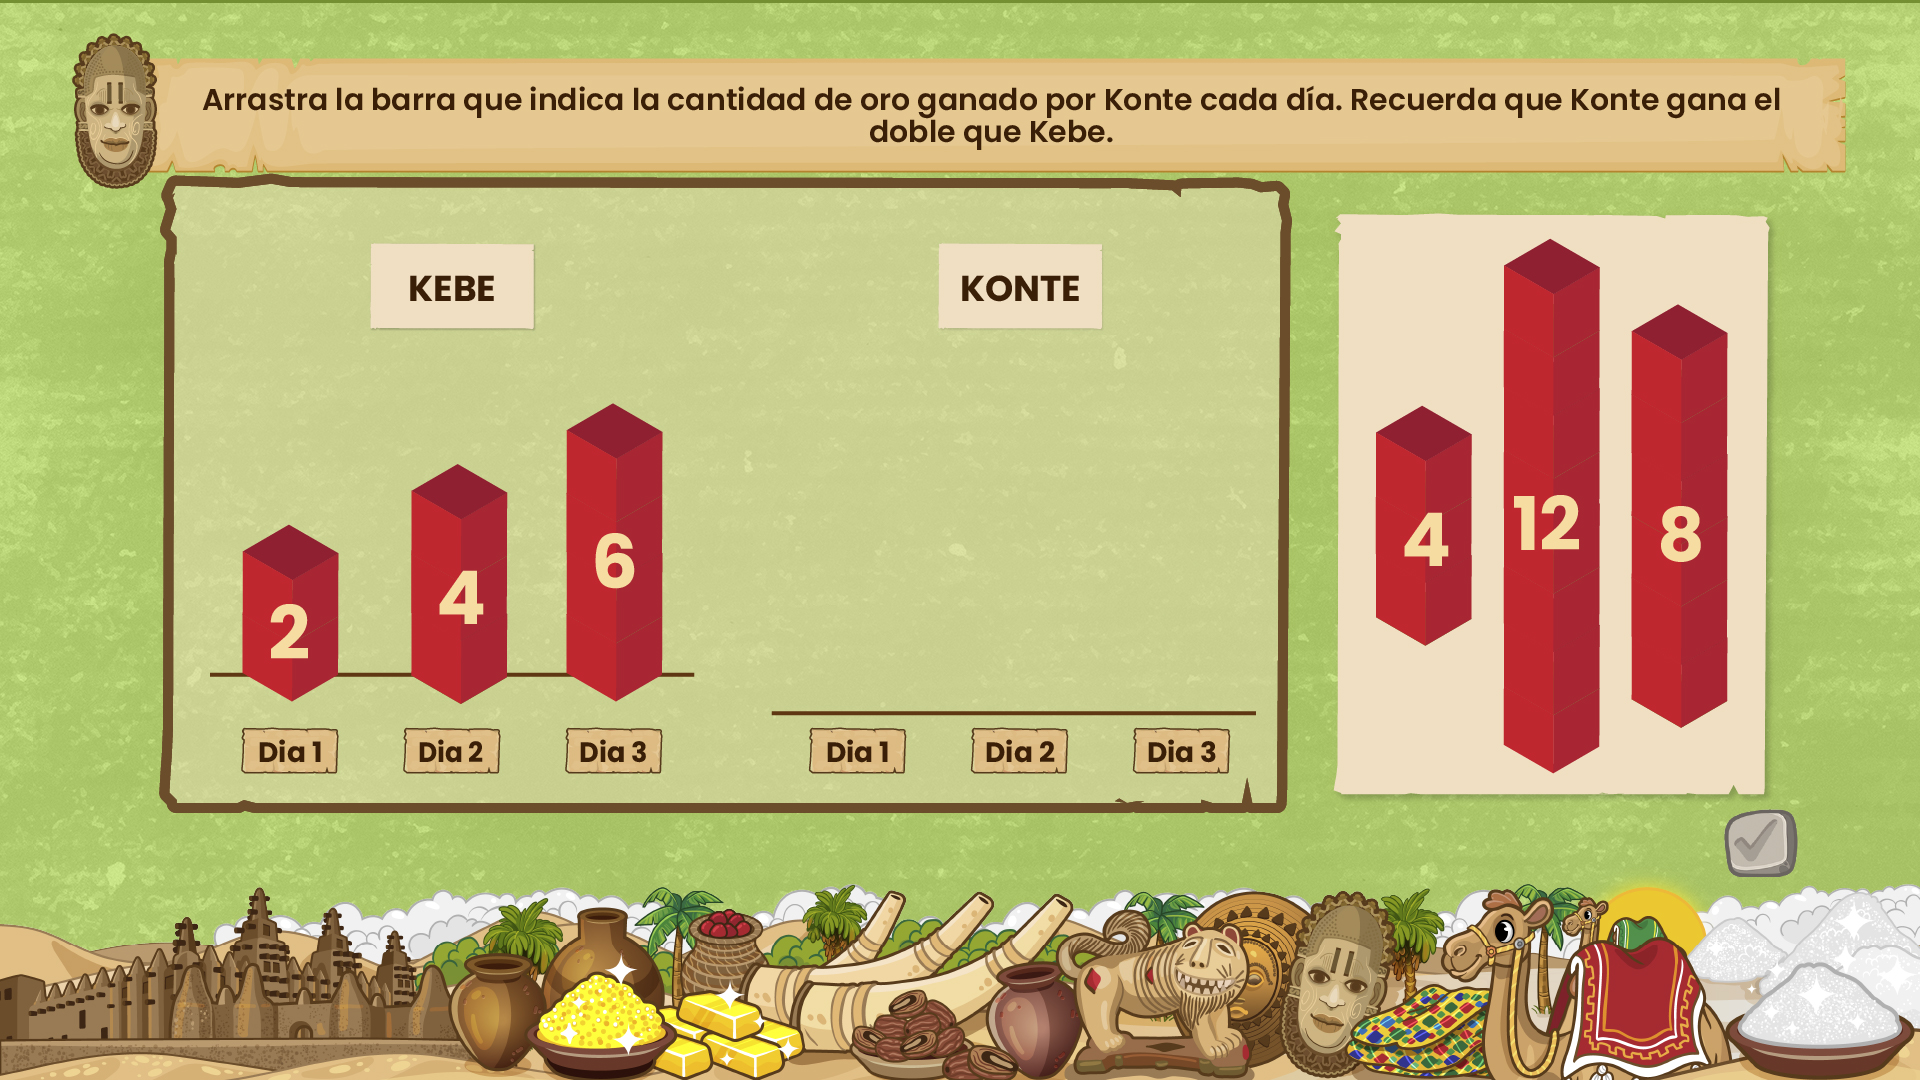 Arrastra la barra que indica la cantidad de oro ganado por Konte cada día. Recuerda que Konte gana el
doble que Kebe.
KEBE
KONTE
2
4
6
Dia 1
Dia 2
Dia 3
Dia 1
Dia 2
Dia 3
4
12
8